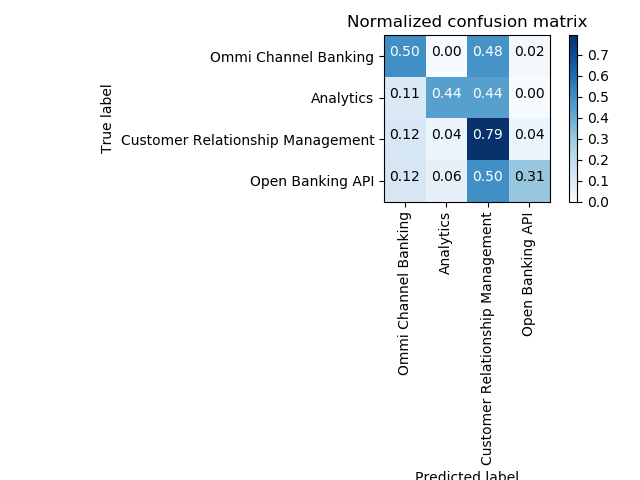 Normalized confusion matrix
True label
Ommi Channel Banking 0.50 0.00 0.48 0.02
Analytics 0.11 0.44 0.44 0.00
Customer Relationship Management 0.12 0.04 0.79 0.04
Open Banking API 0.12 0.06 0.50 0.31
0.7
0.6
0.5
0.4
0.3
0.2
0.1
0.0
Ommi Channel Banking
Analytics
Customer Relationship Management
Open Banking API
Predicted label